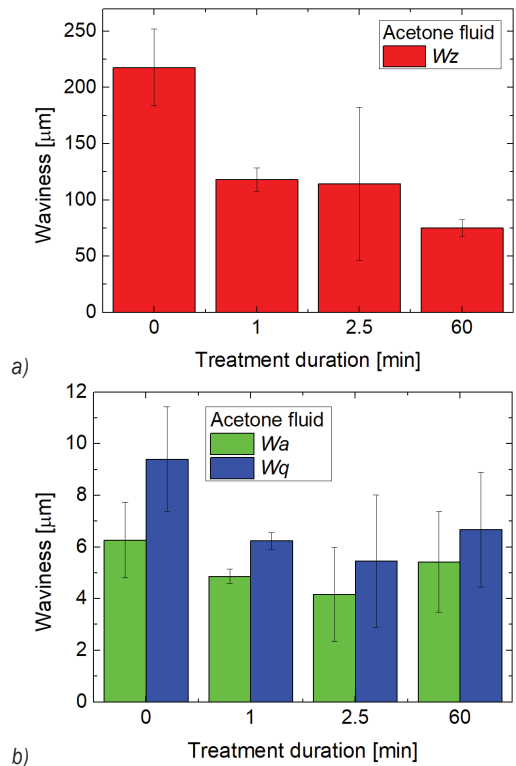 250
200
150
100
50
0
Waviness [μm]
Acetone fluid
Wz
0 1 2.5 60
Treatment duration [min]
a)
12
10
8
6
4
2
0
Waviness [μm]
Acetone fluid
Wa
Wq
0 1 2.5 60
Treatment duration [min]
b)